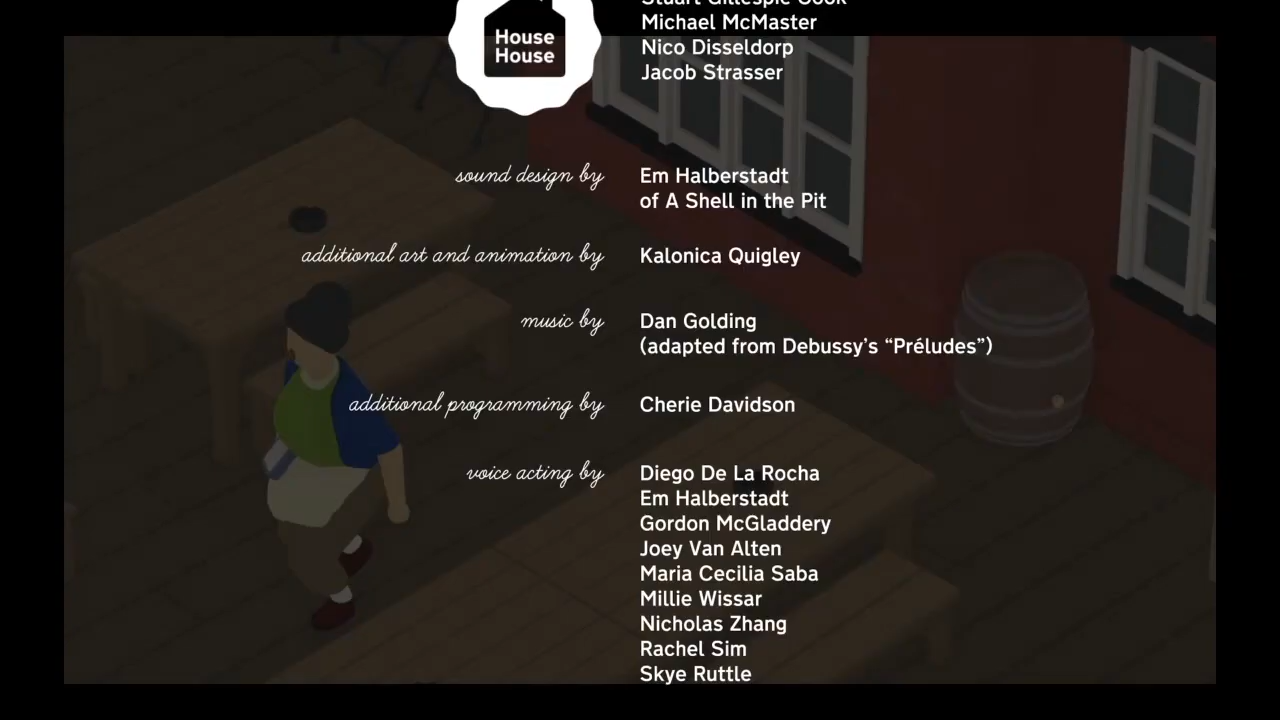 House
House
Stuart Gillespie-Cook
Michael McMaster
Nico Disseldorp
Jacob Strasser
sound design by
Em Halberstadt
of A Shell in the Pit
additional art and animation by
Kalonica Quigley
music by
Dan Golding
(adapted from Debussy's “Préludes”)
additional programming by
Cherie Davidson
voice acting by
Diego De La Rocha
Em Halberstadt
Gordon McGladdery
Joey Van Alten
Maria Cecilia Saba
Millie Wissar
Nicholas Zhang
Rachel Sim
Skye Ruttle